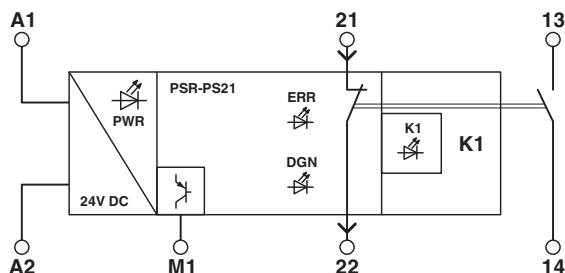 A1
21
13
PSR-PS21
ERR
PWR
K1
K1
DGN
24V DC
A2
M1
22
14